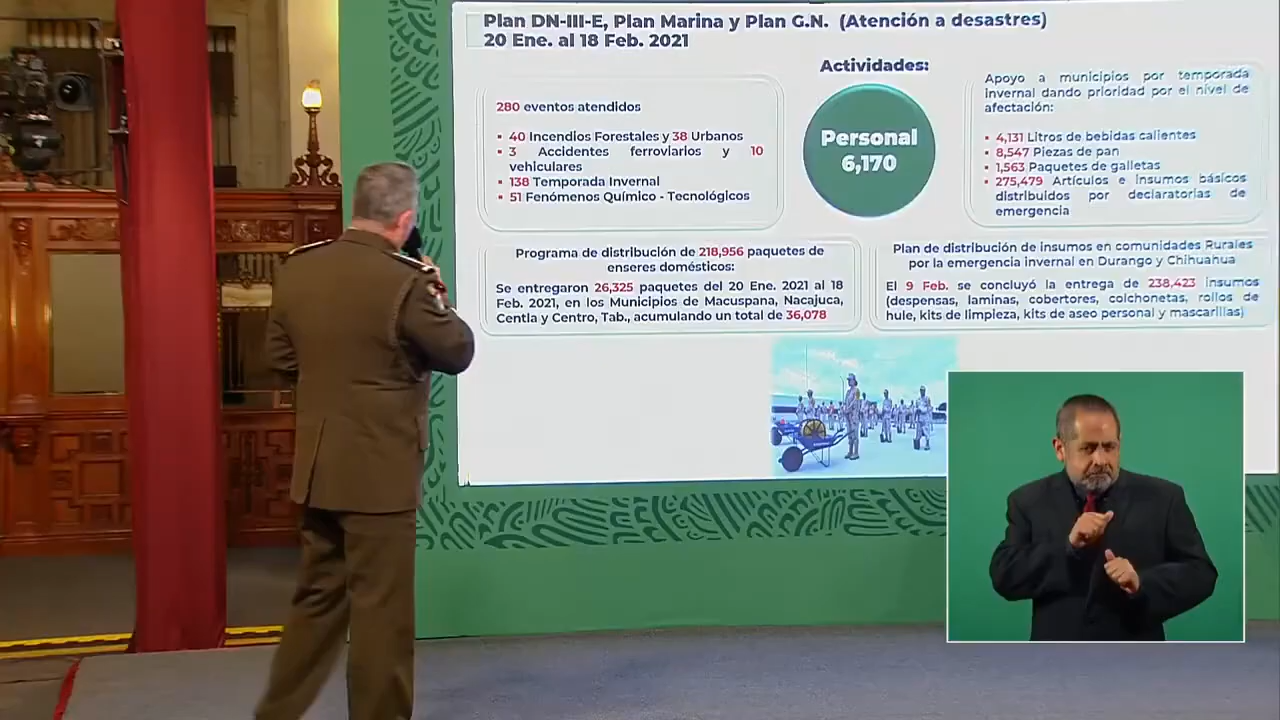 Plan DN-III-E, Plan Marina y Plan G.N. (Atención a desastres)
20 Ene. al 18 Feb. 2021
Actividades:
280 eventos atendidos
40 Incendios Forestales y 38 Urbanos
3 Accidentes ferroviarios y 10
vehiculares
138 Temporada Invernal
51 Fenómenos Químico - Tecnológicos
Personal
6,170
Apoyo a municipios por temporada
invernal dando prioridad por el nivel de
afectación:
4,131 Litros de bebidas calientes
8,547 Piezas de pan
1,563 Paquetes de galletas
275,479 Artículos e insumos básicos
distribuidos por declaratorias de
emergencia
Programa de distribución de 218,956 paquetes de
enseres domésticos:
Se entregaron 26,325 paquetes del 20 Ene. 2021 al 18
Feb. 2021, en los Municipios de Macuspana, Nacajuca,
Centla y Centro, Tab., acumulando un total de 36,078
Plan de distribución de insumos en comunidades Rurales
por la emergencia invernal en Durango y Chihuahua
El 9 Feb. se concluyó la entrega de 238,423 insumos
(despensas, laminas, cobertores, colchonetas, rollos de
hule, kits de limpieza, kits de aseo personal y mascarillas)